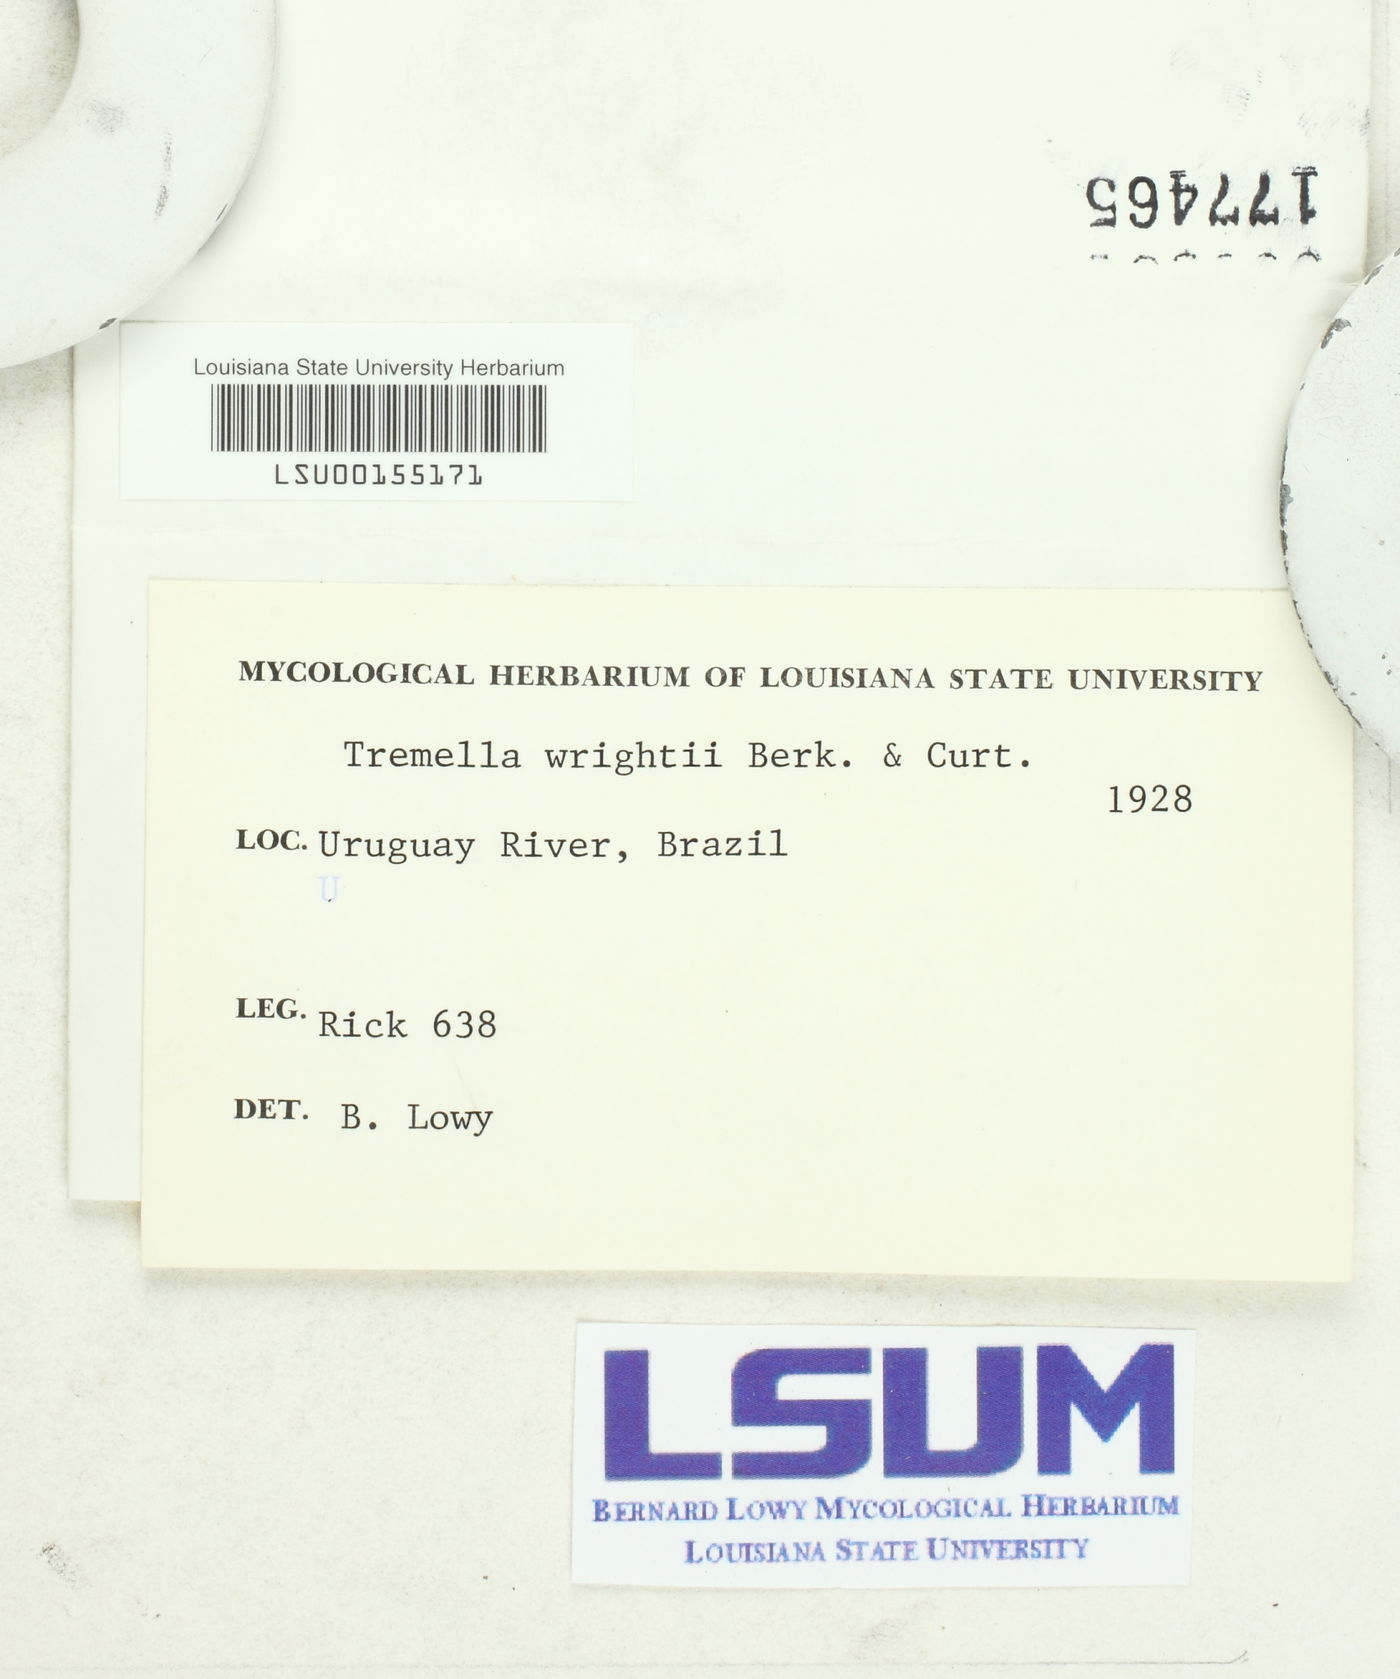 177465
Louisiana State University Herbarium
LSU00155171
MYCOLOGICAL HERBARIUM OF LOUISIANA STATE UNIVERSITY
Tremella wrightii Berk. & Curt.
1928
LOC. Uruguay River, Brazil
U
LEG. Rick 638
DET. B. Lowy
LSUM
BERNARD LOWY MYCOLOGICAL HERBARIUM
LOUISIANA STATE UNIVERSITY